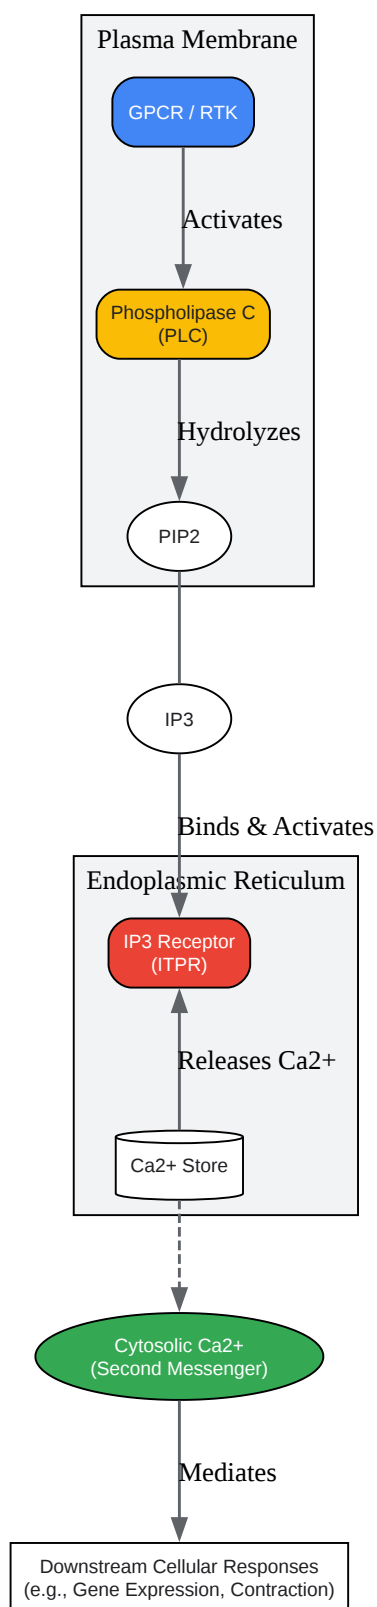 Plasma Membrane
GPCR / RTK
Activates
Phospholipase C
(PLC)
Hydrolyzes
PIP2
IP3
Binds & Activates
Endoplasmic Reticulum
IP3 Receptor
(ITPR)
Releases Ca2+
Ca2+ Store
Cytosolic Ca2+
(Second Messenger)
Mediates
Downstream Cellular Responses
(e.g., Gene Expression, Contraction)